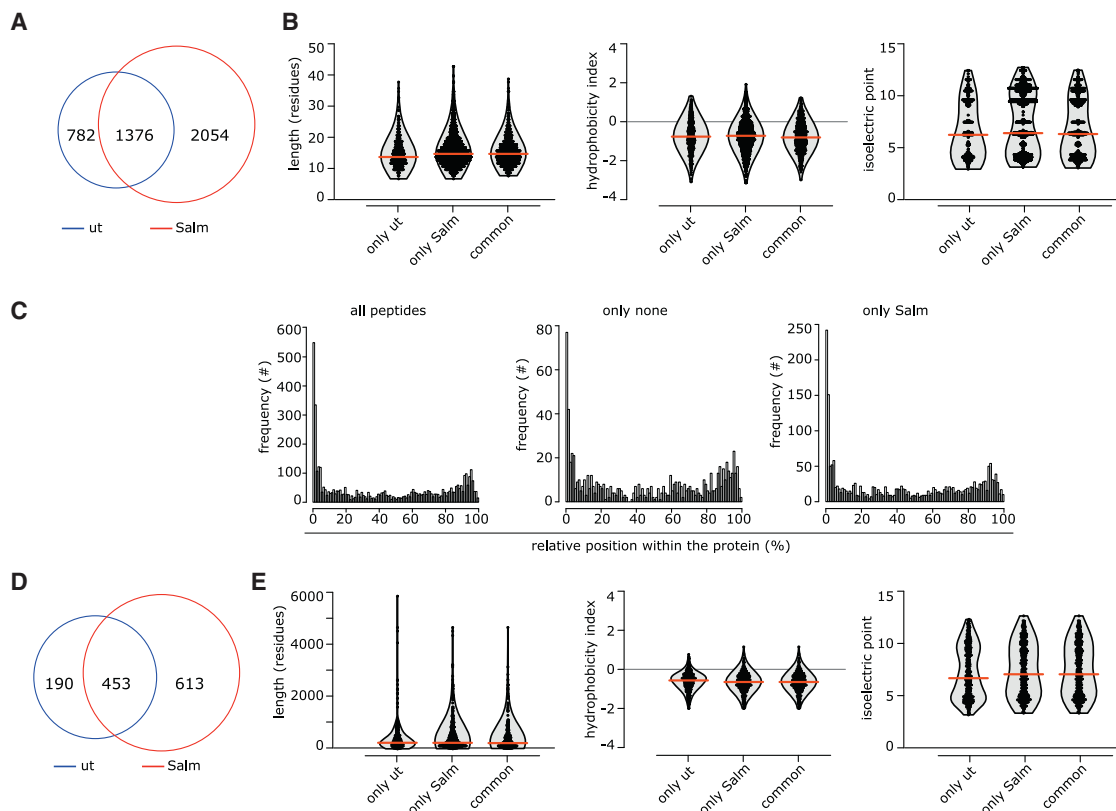 A
782 1376 2054
ut Salm
B
length (residues)
50
40
30
20
10
0
only ut
only Salm
common
hydrophobicity index
4
2
0
-2
-4
only ut
only Salm
common
isoelectric point
15
10
5
0
only ut
only Salm
common
C
all peptides
frequency (#)
600
500
400
300
200
100
0
0 20 40 60 80 100
only none
frequency (#)
80
60
40
20
0
0 20 40 60 80 100
only Salm
frequency (#)
250
200
150
100
50
0
0 20 40 60 80 100
relative position within the protein (%)
D
190 453 613
ut Salm
E
length (residues)
6000
4000
2000
0
only ut
only Salm
common
hydrophobicity index
4
2
0
-2
-4
only ut
only Salm
common
isoelectric point
15
10
5
0
only ut
only Salm
common